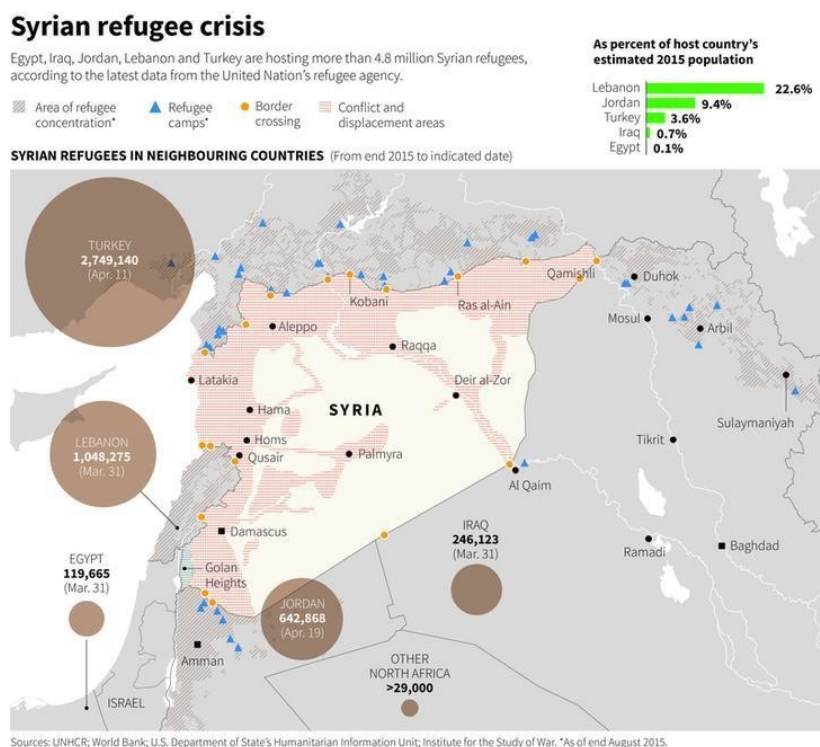 Syrian refugee crisis
Egypt, Iraq, Jordan, Lebanon and Turkey are hosting more than 4.8 million Syrian refugees,
according to the latest data from the United Nation's refugee agency.
Area of refugee
concentration*
Refugee
camps*
Border
crossing
Conflict and
displacement areas
As percent of host country's
estimated 2015 population
Lebanon 22.6%
Jordan 9.4%
Turkey 3.6%
Iraq 0.7%
Egypt 0.1%
SYRIAN REFUGEES IN NEIGHBOURING COUNTRIES (From end 2015 to indicated date)
TURKEY
2,749,140
(Apr. 11)
Kobani
Ras al-Ain
Qamishli
Duhok
Mosul
Arbil
Aleppo
Raqqa
Latakia
Deir al-Zor
Sulaymaniyah
Hama
SYRIA
LEBANON
1,048,275
(Mar. 31)
Homs
Qusair
Palmyra
Tikrit
Al Qaim
Damascus
IRAQ
246,123
(Mar. 31)
Ramadi
Baghdad
EGYPT
119,665
(Mar. 31)
Golan
Heights
JORDAN
642,868
(Apr. 19)
Amman
OTHER
NORTH AFRICA
>29,000
ISRAEL
Sources: UNHCR; World Bank; U.S. Department of State's Humanitarian Information Unit; Institute for the Study of War. *As of end August 2015.